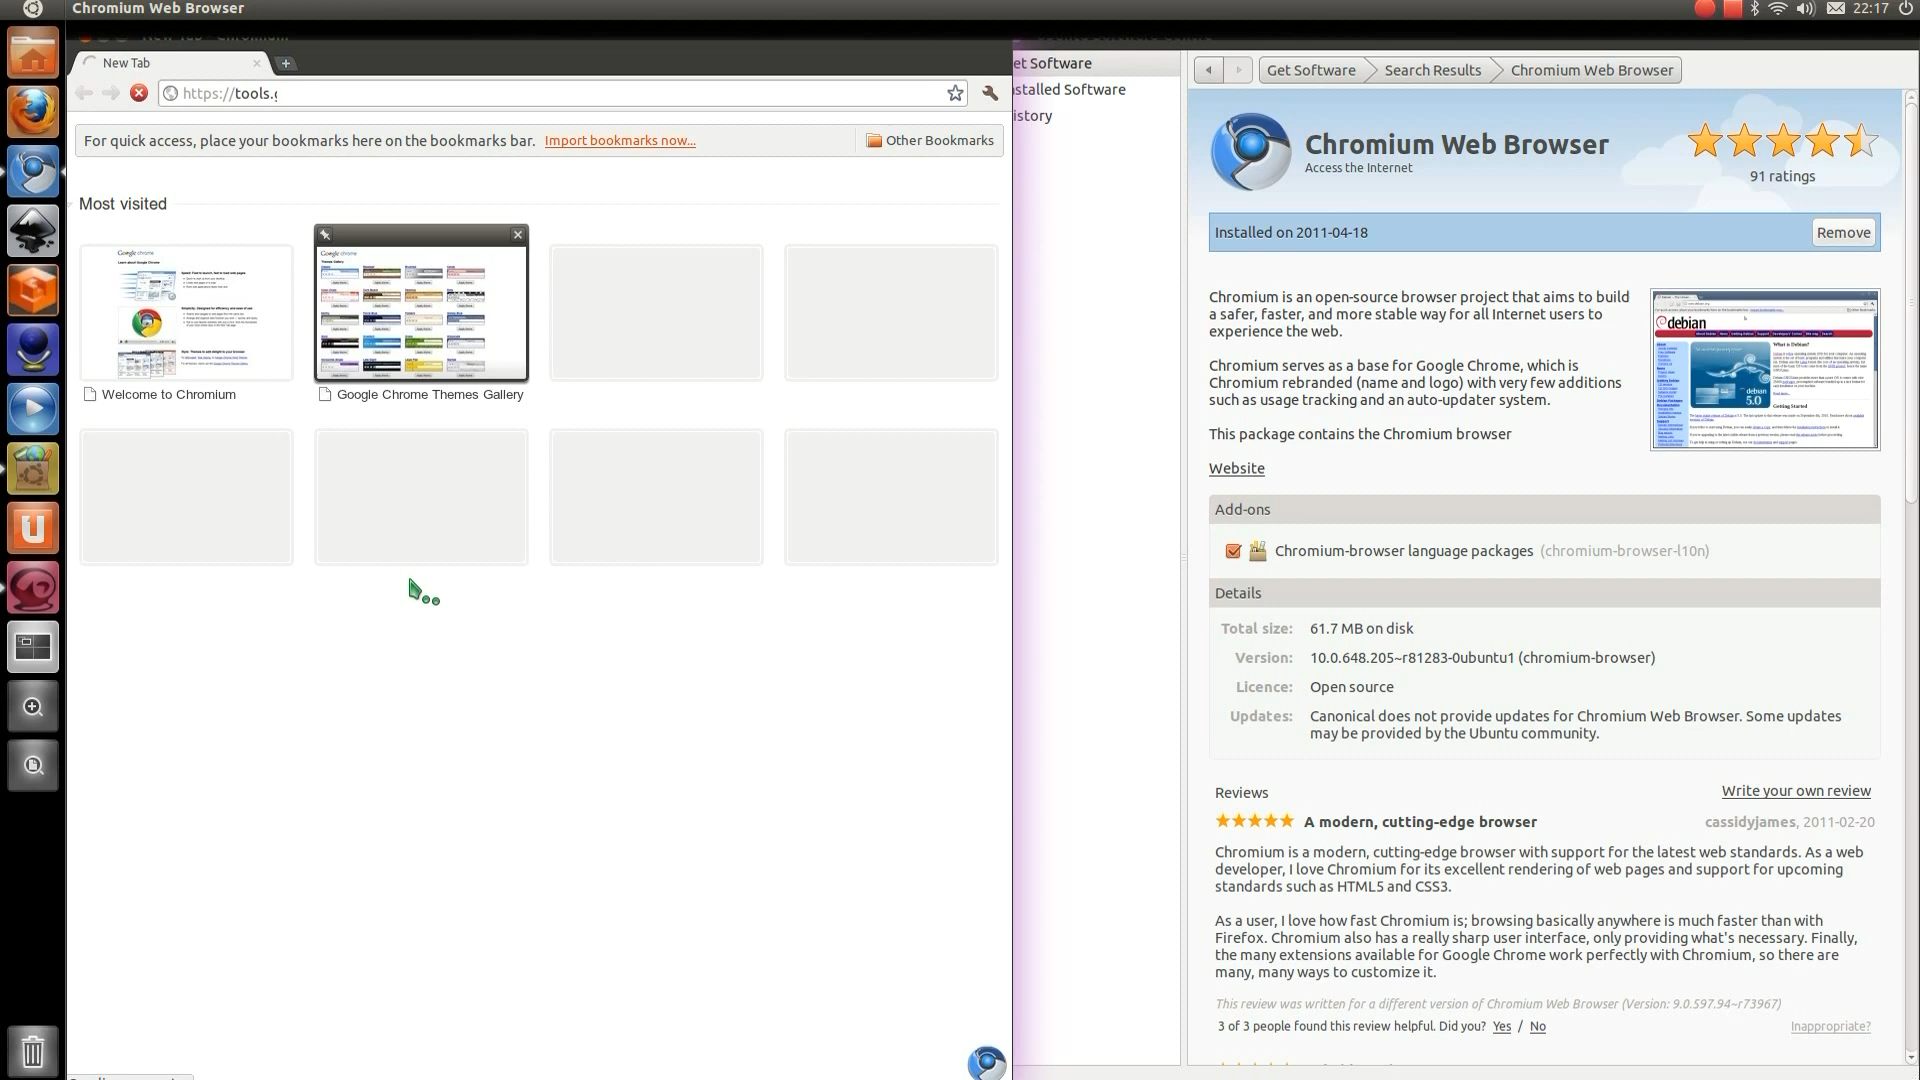 Chromium Web Browser
22:17
New Tab
https://tools.g
For quick access, place your bookmarks here on the bookmarks bar. Import bookmarks now...
Other Bookmarks
Most visited
Google chrome
Google chrome
Welcome to Chromium
Google Chrome Themes Gallery
et Software
nstalled Software
istory
Get Software
Search Results
Chromium Web Browser
Chromium Web Browser
Access the Internet
91 ratings
Installed on 2011-04-18
Remove
Chromium is an open-source browser project that aims to build
a safer, faster, and more stable way for all Internet users to
experience the web.
Chromium serves as a base for Google Chrome, which is
Chromium rebranded (name and logo) with very few additions
such as usage tracking and an auto-updater system.
This package contains the Chromium browser
debian
What is Debian?
debian
5.0
Getting Started
Website
Add-ons
Chromium-browser language packages (chromium-browser-l10n)
Details
Total size: 61.7 MB on disk
Version: 10.0.648.205~r81283-0ubuntu1 (chromium-browser)
Licence: Open source
Updates: Canonical does not provide updates for Chromium Web Browser. Some updates
may be provided by the Ubuntu community.
Reviews
Write your own review
A modern, cutting-edge browser
cassidyjames, 2011-02-20
Chromium is a modern, cutting-edge browser with support for the latest web standards. As a web
developer, I love Chromium for its excellent rendering of web pages and support for upcoming
standards such as HTML5 and CSS3.
As a user, I love how fast Chromium is; browsing basically anywhere is much faster than with
Firefox. Chromium also has a really sharp user interface, only providing what's necessary. Finally,
the many extensions available for Google Chrome work perfectly with Chromium, so there are
many, many ways to customize it.
This review was written for a different version of Chromium Web Browser (Version: 9.0.597.94~r73967)
3 of 3 people found this review helpful. Did you? Yes / No
Inappropriate?